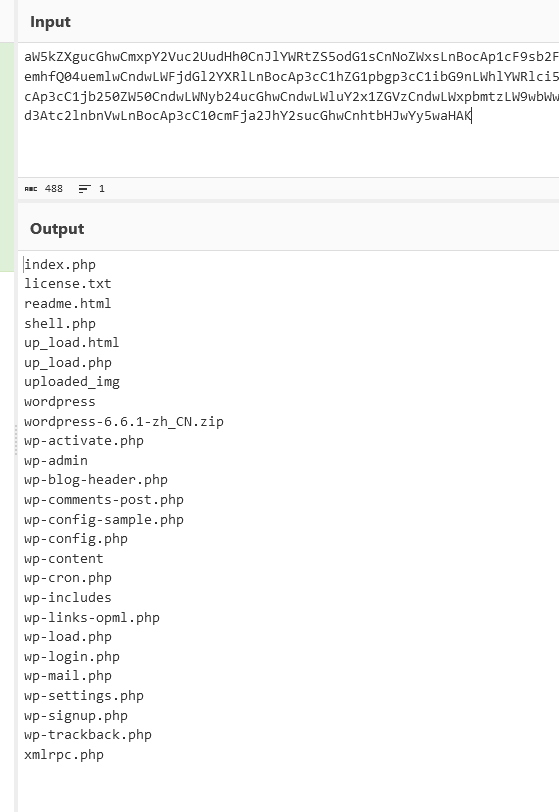 Input
aW5kZXgucGhwCmxpY2Vuc2UudHh0CnJlYWRtZS5odG1sCnNoZWxsLnBocAp1cF9sb2F
emhfQ04uemlwCndwLWFjdGl2YXRlLnBocAp3cC1hZG1pbgp3cC1ibG9nLWhlYWRlci5
cAp3cC1jb250ZW50CndwLWNyb24ucGhwCndwLWluY2x1ZGVzCndwLWxpbmtzLW9wbWw
d3Atc2lnbnVwLnBocAp3cC10cmFja2JhY2sucGhwCnhtbHJwYy5waHAK
ABC 488 1
Output
index.php
license.txt
readme.html
shell.php
up_load.html
up_load.php
uploaded_img
wordpress
wordpress-6.6.1-zh_CN.zip
wp-activate.php
wp-admin
wp-blog-header.php
wp-comments-post.php
wp-config-sample.php
wp-config.php
wp-content
wp-cron.php
wp-includes
wp-links-opml.php
wp-load.php
wp-login.php
wp-mail.php
wp-settings.php
wp-signup.php
wp-trackback.php
xmlrpc.php